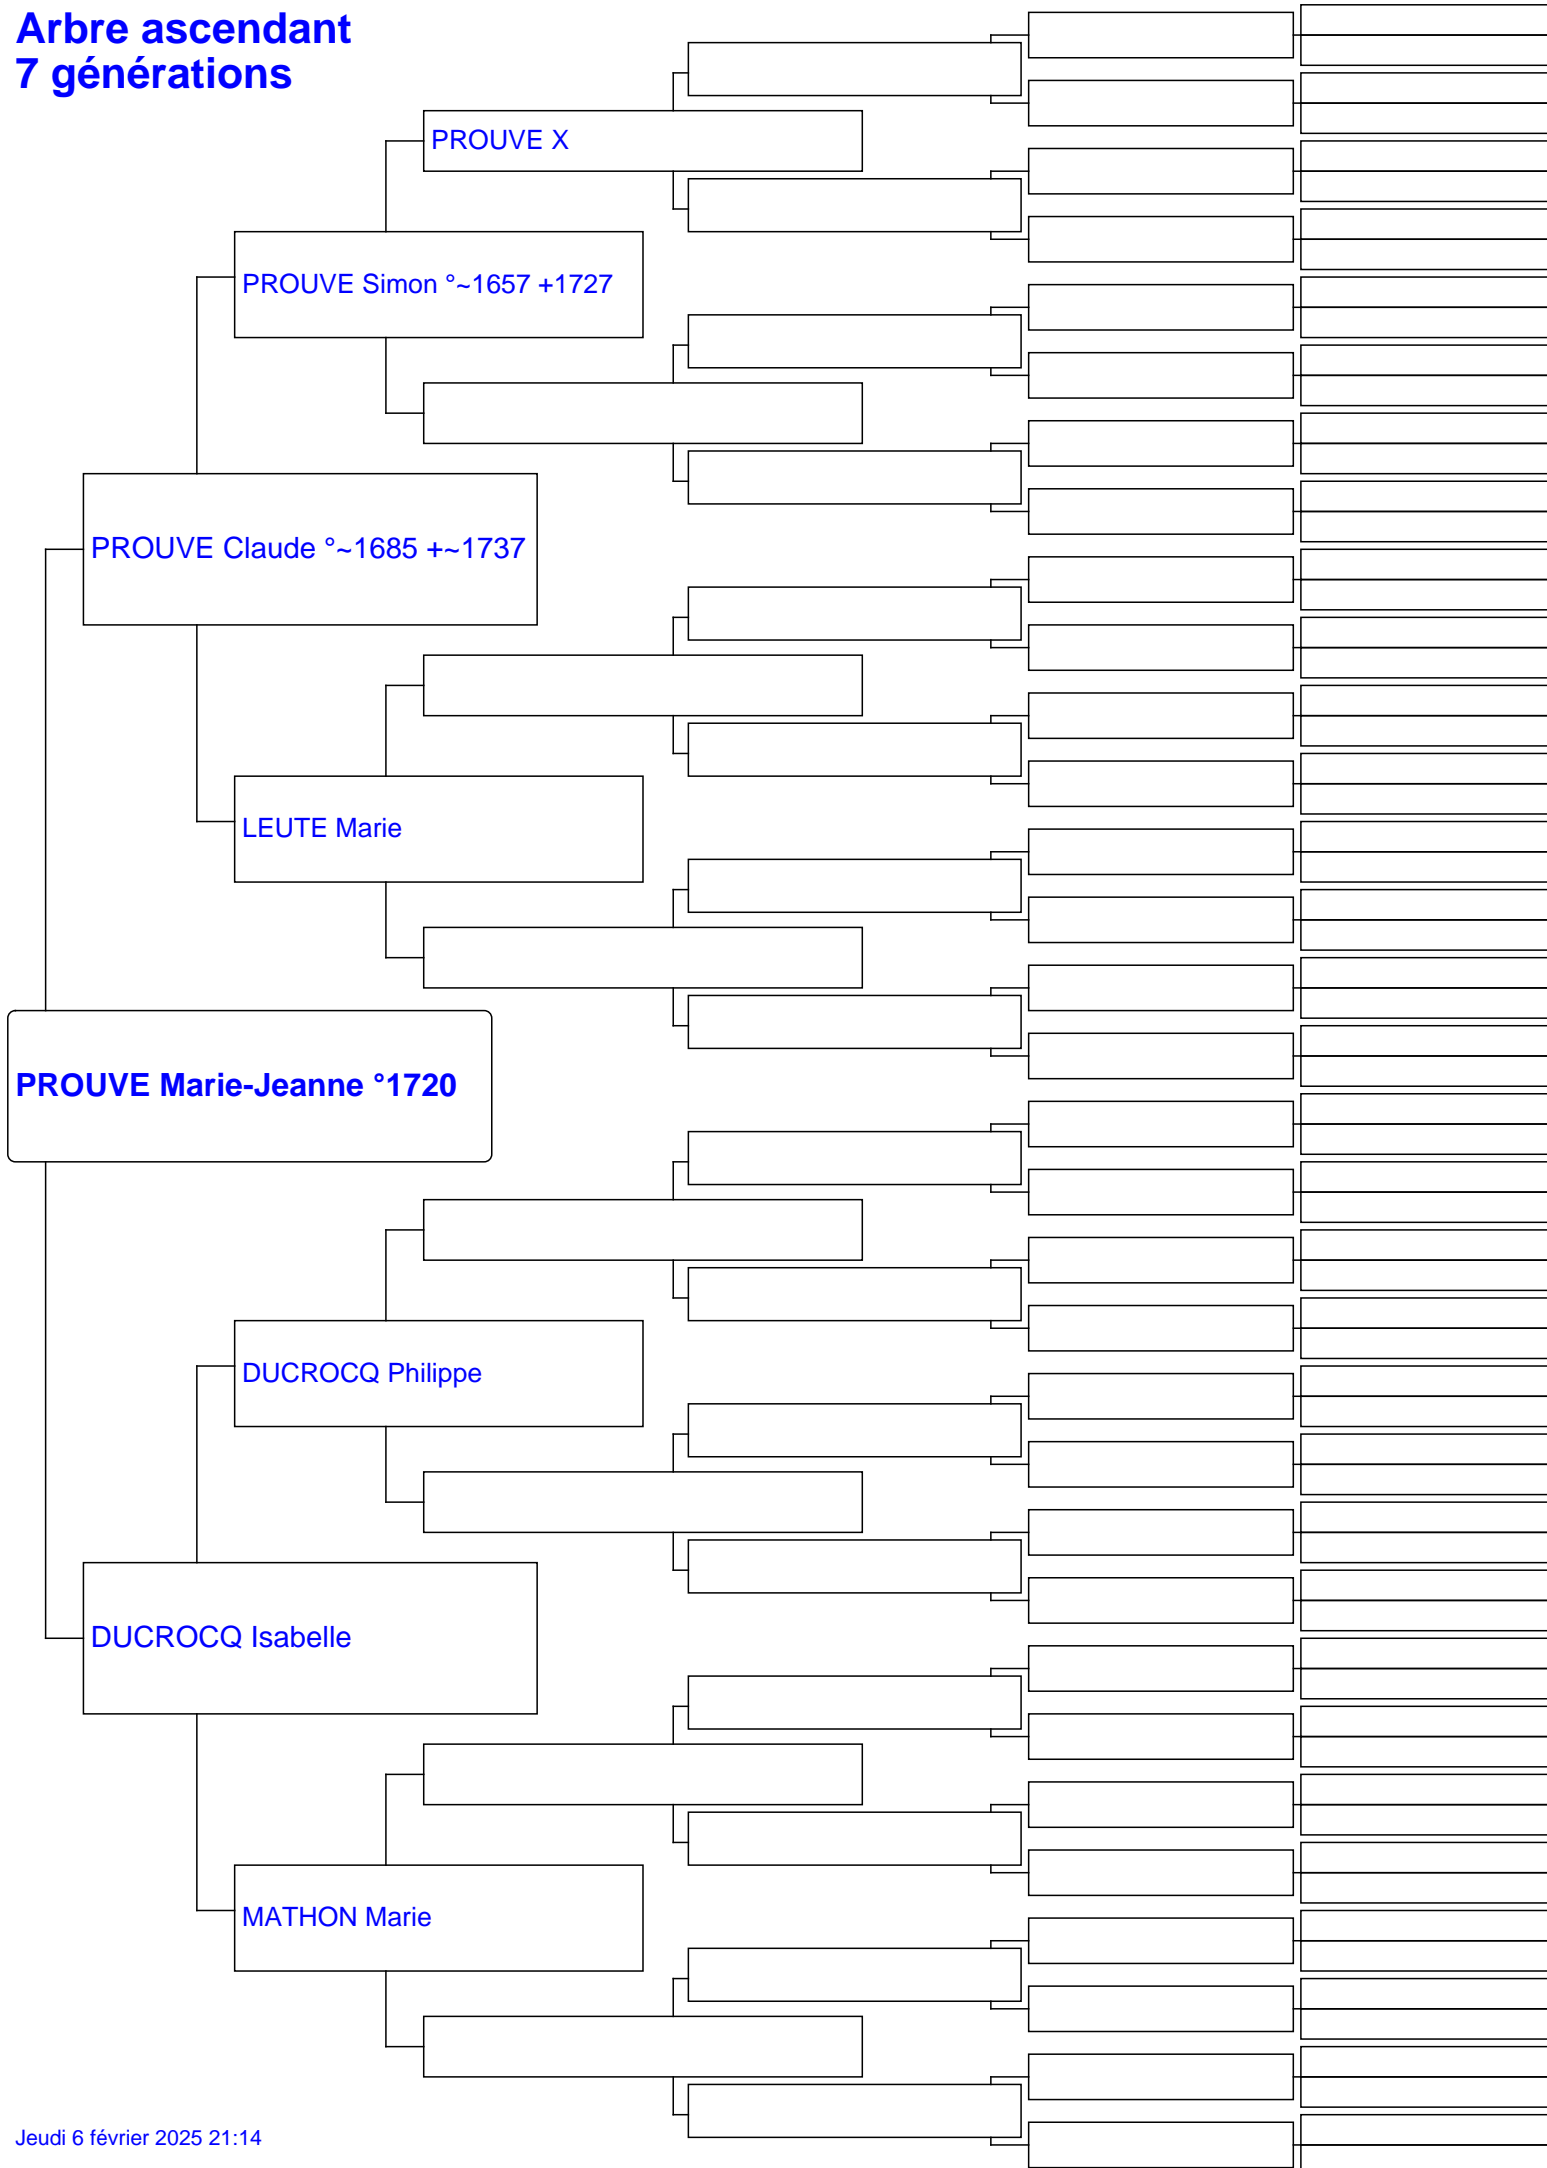 Arbre ascendant
7 générations
PROUVE X
PROUVE Simon °~1657 +1727
PROUVE Claude °~1685 +~1737
LEUTE Marie
PROUVE Marie-Jeanne °1720
DUCROCQ Philippe
DUCROCQ Isabelle
MATHON Marie
Jeudi 6 février 2025 21:14